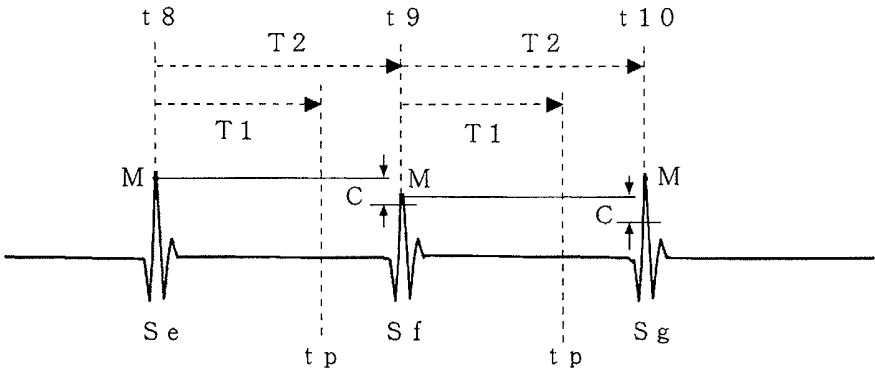 t8 t9 t10
T2 T2
T1 T1
M M M
C C
Se Sf Sg
tp tp